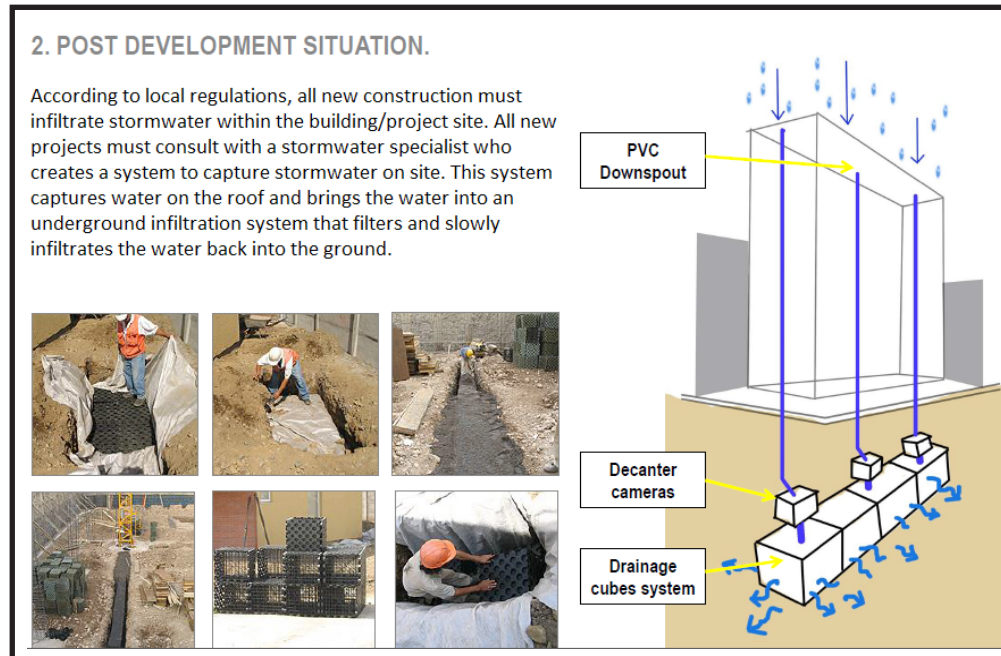 2. POST DEVELOPMENT SITUATION.
According to local regulations, all new construction must
infiltrate stormwater within the building/project site. All new
projects must consult with a stormwater specialist who
creates a system to capture stormwater on site. This system
captures water on the roof and brings the water into an
underground infiltration system that filters and slowly
infiltrates the water back into the ground.
PVC
Downspout
Decanter
cameras
Drainage
cubes system